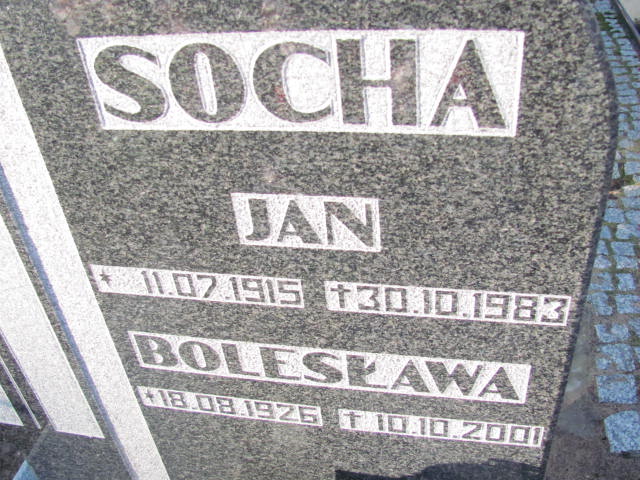 SOCHA
JAN
* 11.07.1915 †30.10.1983
BOLESŁAWA
*18.08.1926 † 10.10.2001